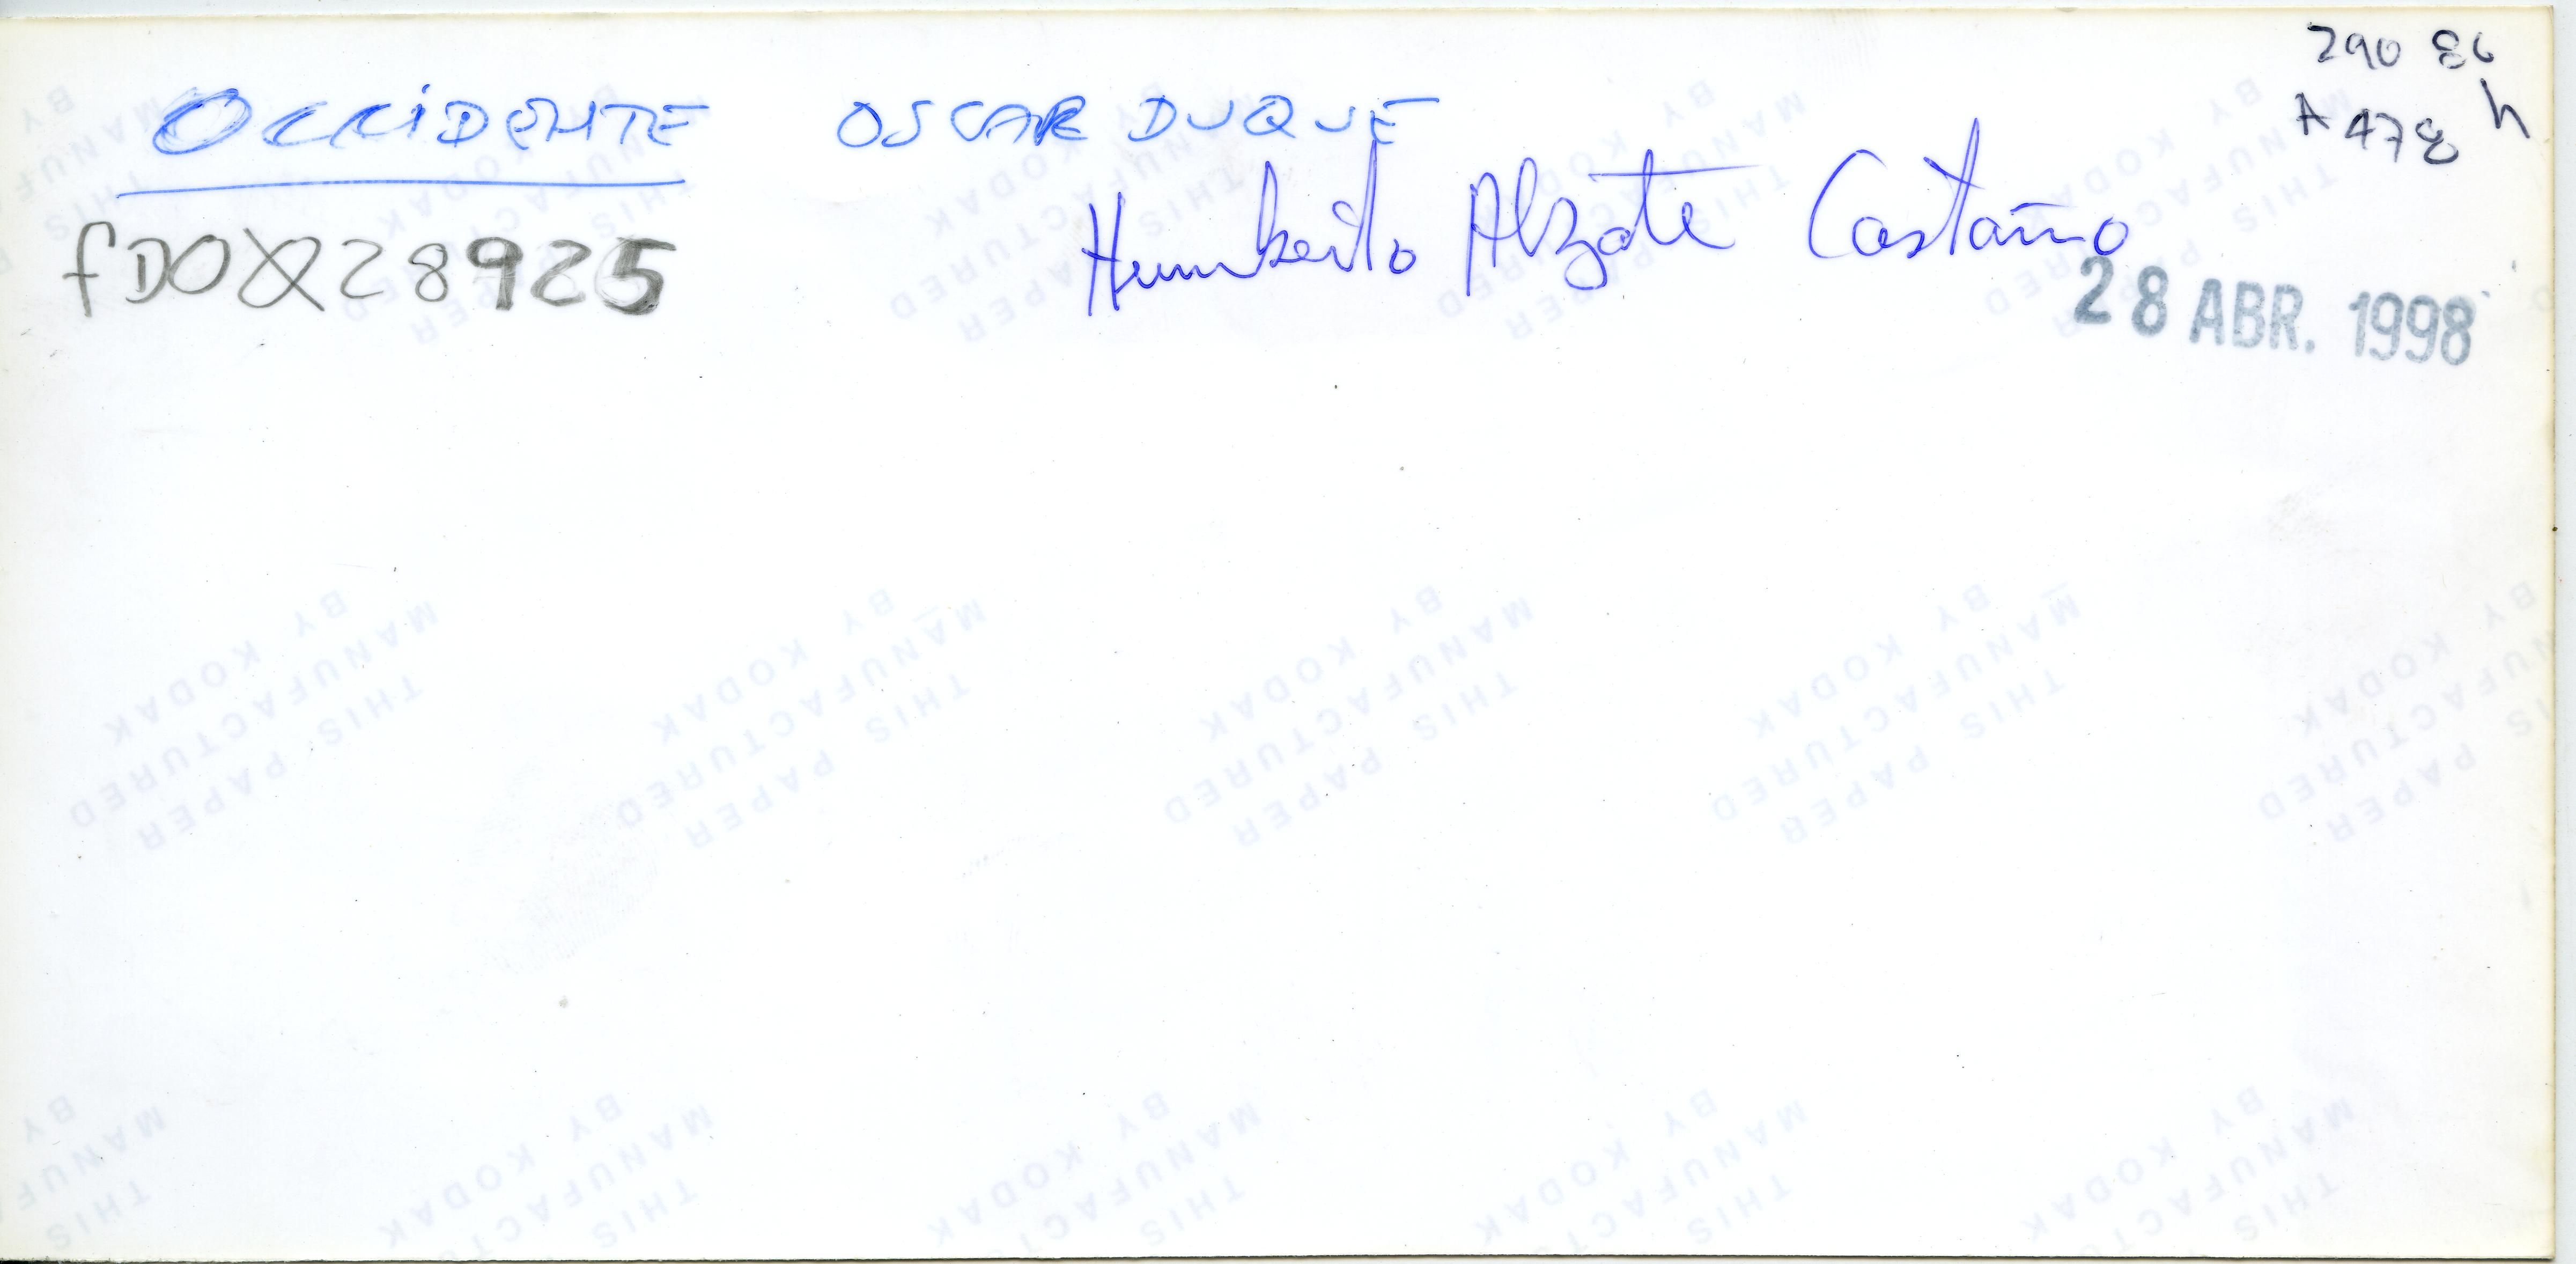 290 86
OCCIDENTE OSCAR DUQUE
A 478 h
Humberto Alzate Castaño
fDOX28925
28 ABR. 1998
THIS PAPER
MANUFACTURED
BY KODAK